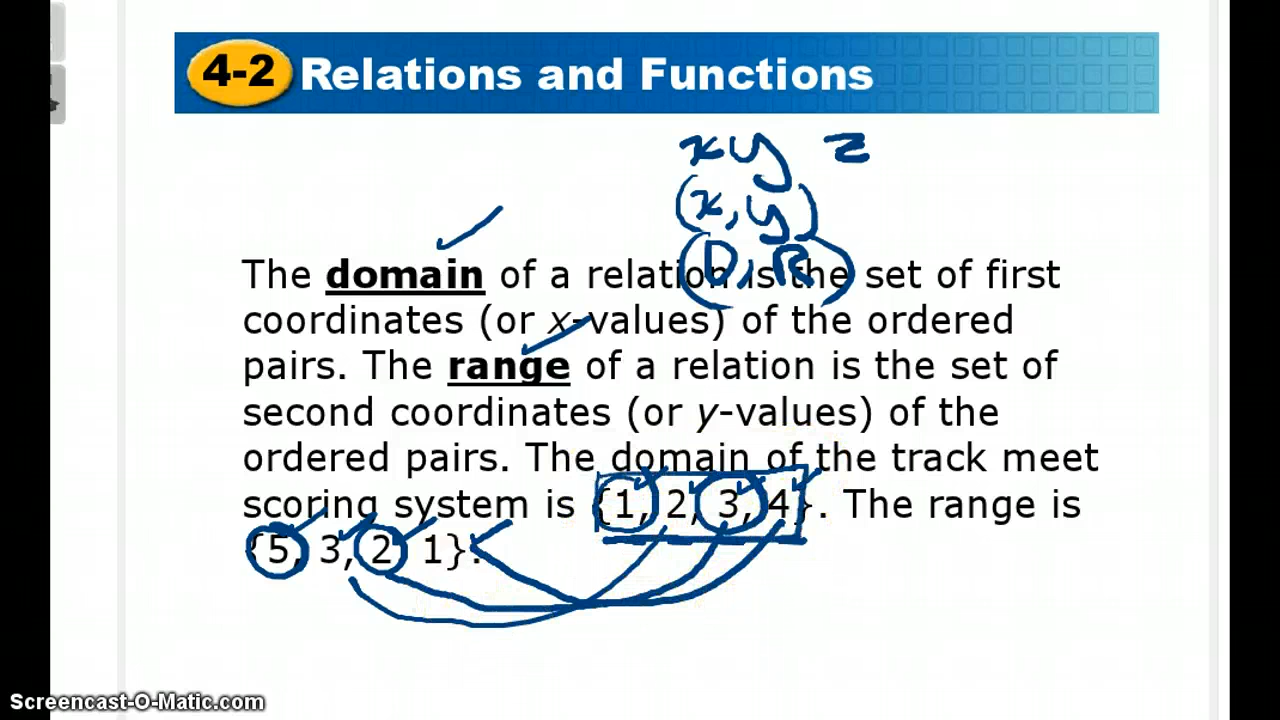 4-2 Relations and Functions
x y z
(x, y)
(D, R)
The domain of a relation is the set of first
coordinates (or x-values) of the ordered
pairs. The range of a relation is the set of
second coordinates (or y-values) of the
ordered pairs. The domain of the track meet
scoring system is {1, 2, 3, 4}. The range is
{5, 3, 2, 1}.
Screencast-O-Matic.com